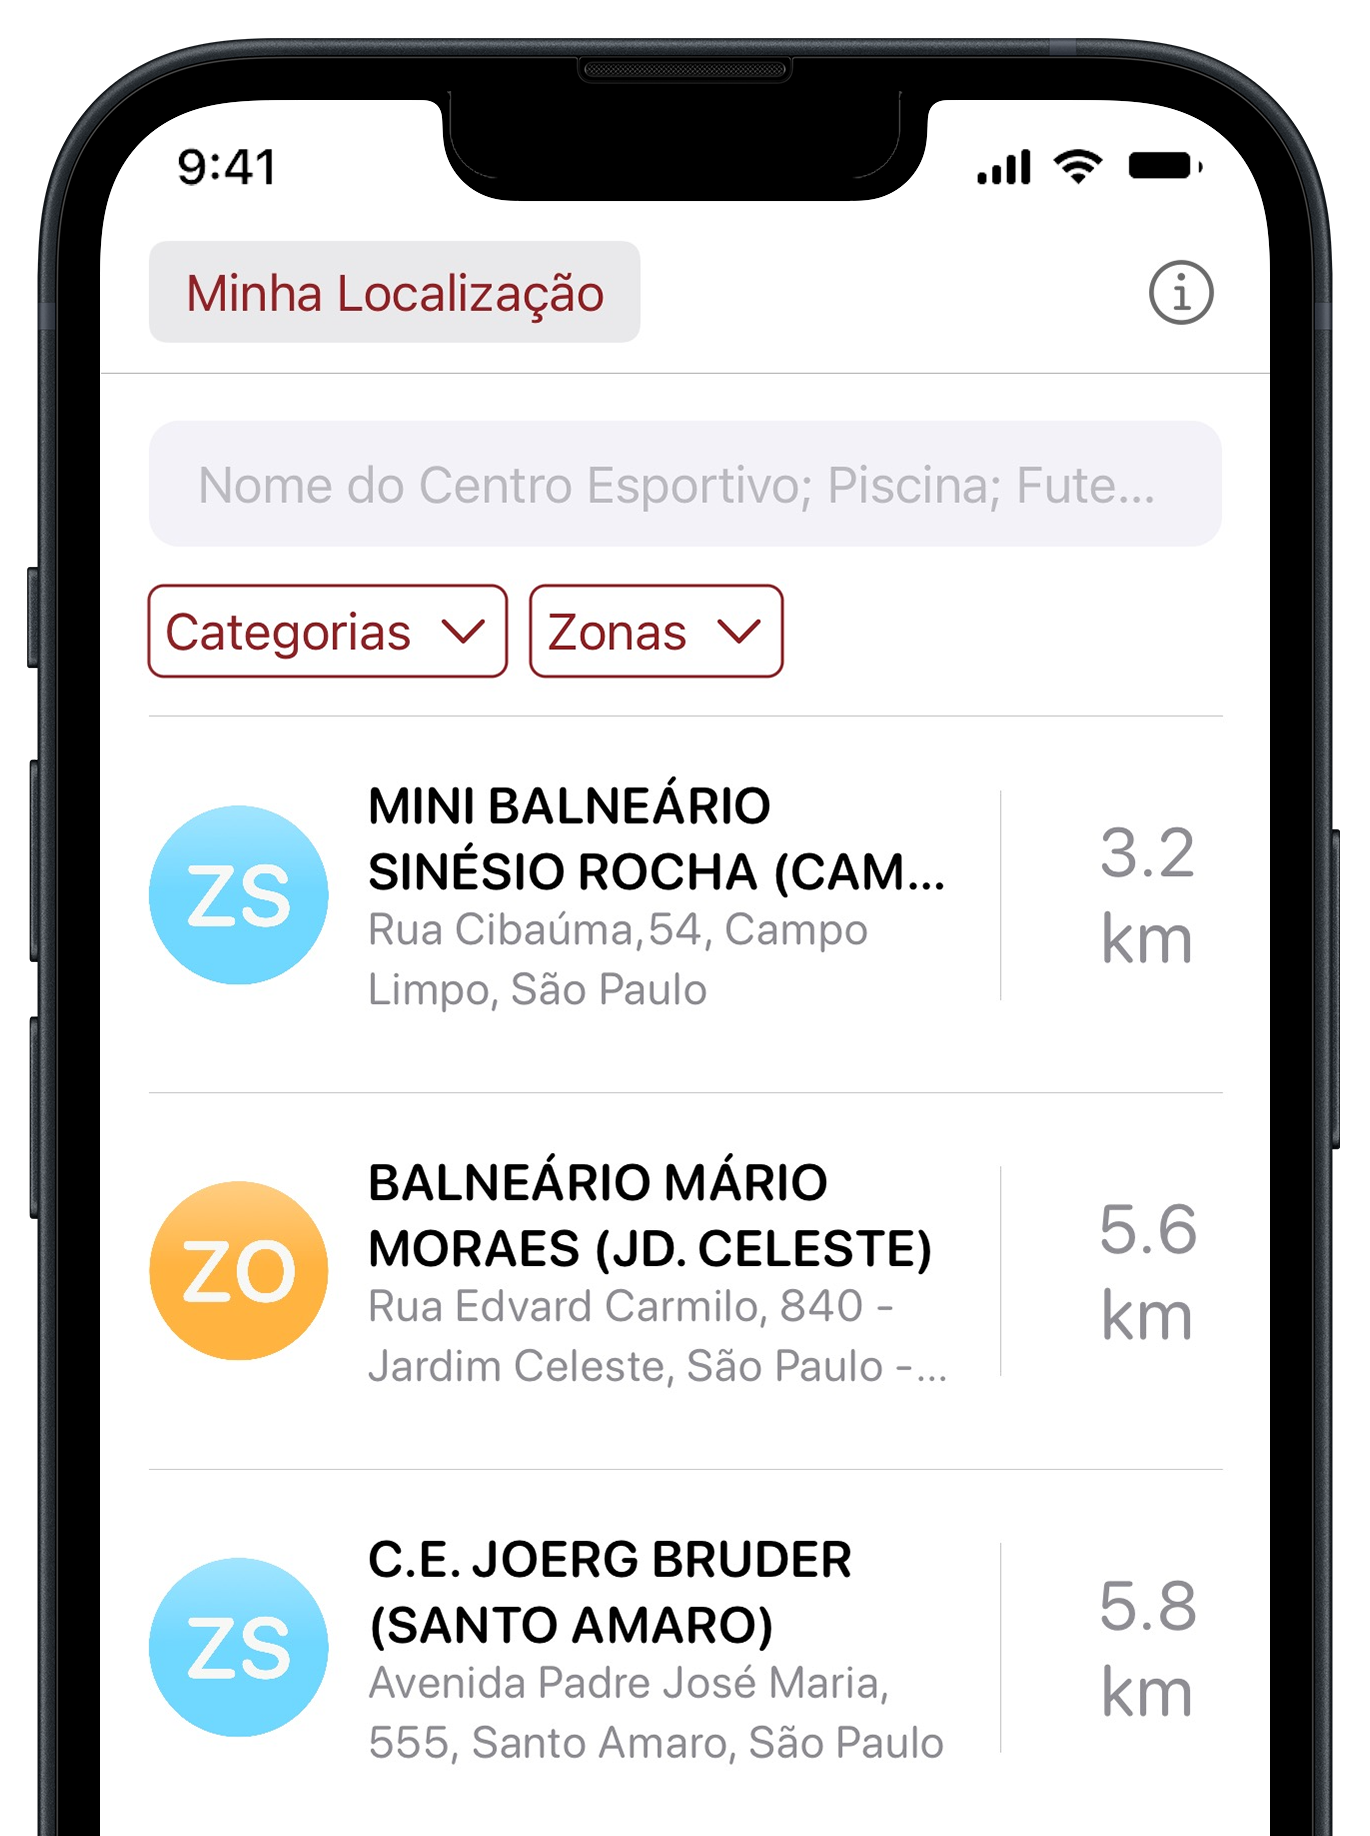 9:41
Minha Localização
Nome do Centro Esportivo; Piscina; Fute...
Categorias
Zonas
ZS
MINI BALNEÁRIO
SINÉSIO ROCHA (CAM...
Rua Cibaúma,54, Campo
Limpo, São Paulo
3.2
km
ZO
BALNEÁRIO MÁRIO
MORAES (JD. CELESTE)
Rua Edvard Carmilo, 840 -
Jardim Celeste, São Paulo -...
5.6
km
ZS
C.E. JOERG BRUDER
(SANTO AMARO)
Avenida Padre José Maria,
555, Santo Amaro, São Paulo
5.8
km